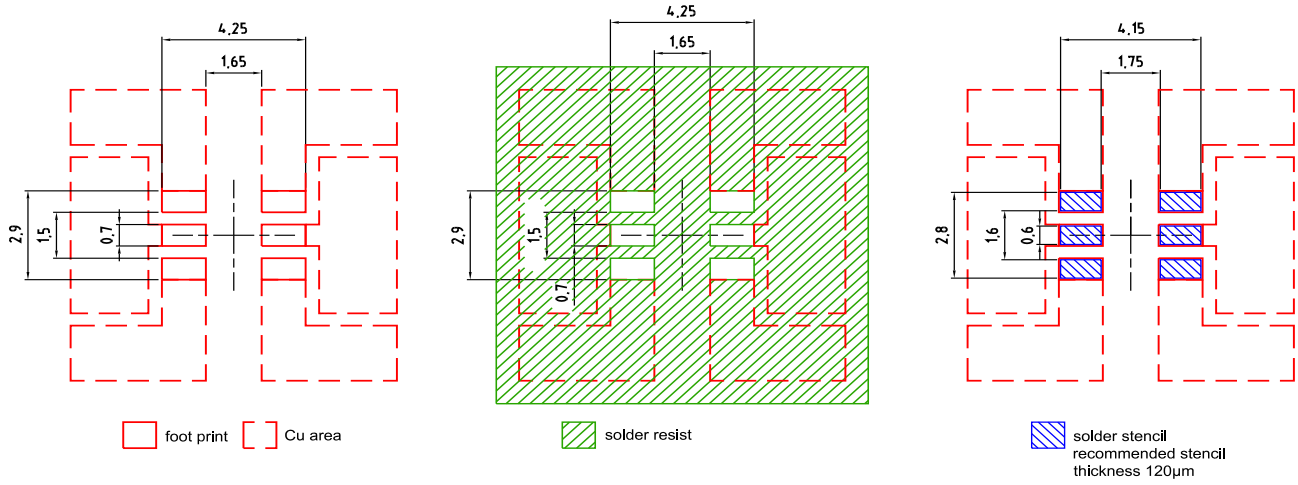 4.25
1,65
2.9
1,5
0,7
foot print
Cu area
4.25
1,65
2.9
1,5
0,7
solder resist
4.15
1,75
2.8
1,6
0,6
solder stencil
recommended stencil
thickness 120µm